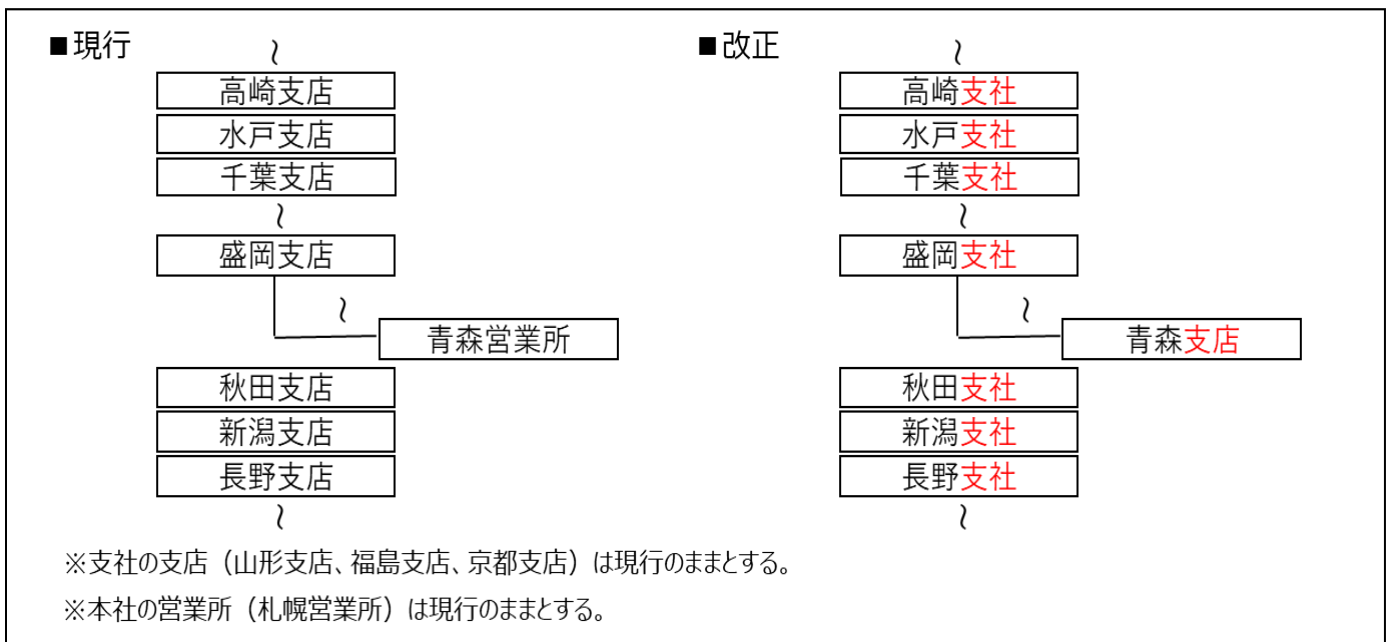 ■現行
~
高崎支店
水戸支店
千葉支店
~
盛岡支店
~
青森営業所
秋田支店
新潟支店
長野支店
~
■改正
~
高崎支社
水戸支社
千葉支社
~
盛岡支社
~
青森支店
秋田支社
新潟支社
長野支社
~
※支社の支店（山形支店、福島支店、京都支店）は現行のままとする。
※本社の営業所（札幌営業所）は現行のままとする。